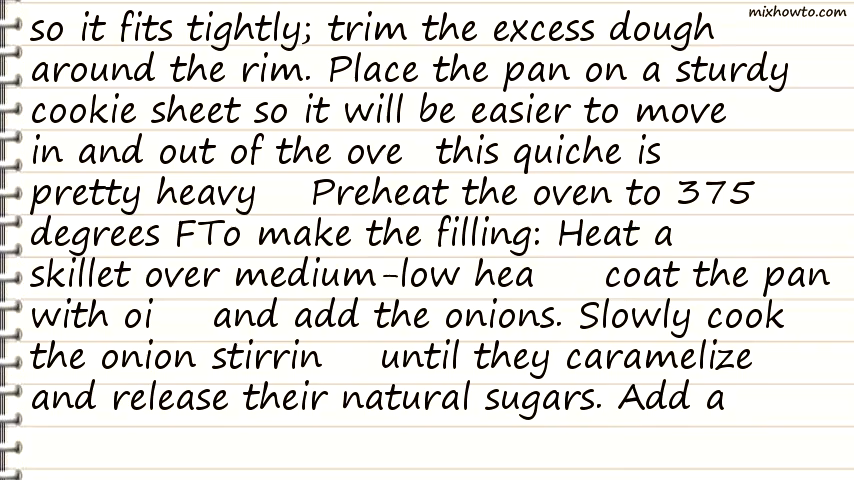 mixhowto.com
so it fits tightly; trim the excess dough
around the rim. Place the pan on a sturdy
cookie sheet so it will be easier to move
in and out of the ove this quiche is
pretty heavy Preheat the oven to 375
degrees FTo make the filling: Heat a
skillet over medium-low hea coat the pan
with oi and add the onions. Slowly cook
the onion stirrin until they caramelize
and release their natural sugars. Add a